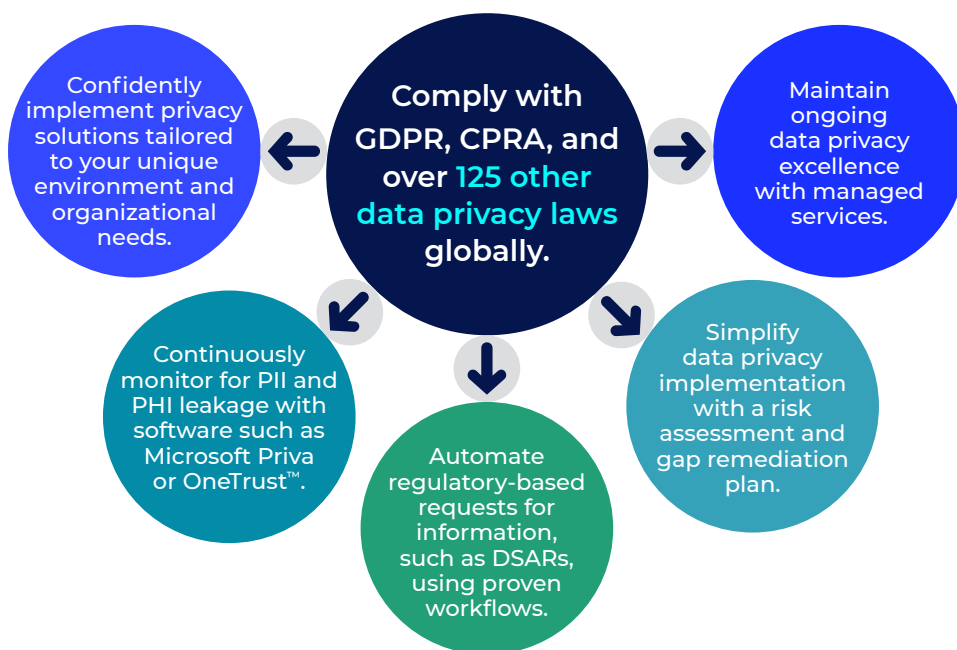 Confidently
implement privacy
solutions tailored
to your unique
environment and
organizational
needs.
Comply with
GDPR, CPRA, and
over 125 other
data privacy laws
globally.
Maintain
ongoing
data privacy
excellence
with managed
services.
Continuously
monitor for PII and
PHI leakage with
software such as
Microsoft Priva
or OneTrust™.
Automate
regulatory-based
requests for
information,
such as DSARs,
using proven
workflows.
Simplify
data privacy
implementation
with a risk
assessment and
gap remediation
plan.